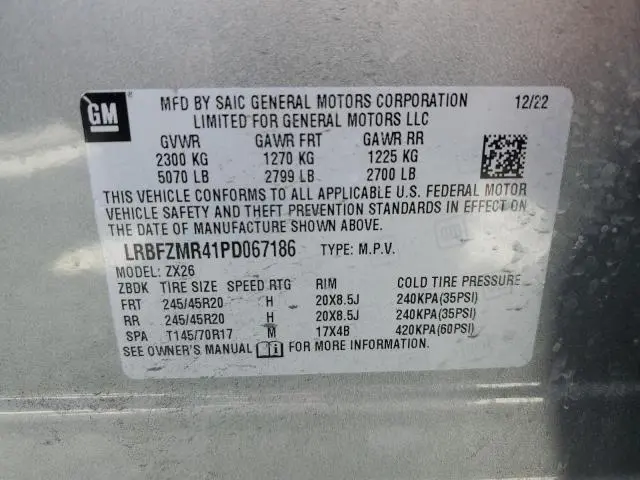 GM
MFD BY SAIC GENERAL MOTORS CORPORATION 12/22
LIMITED FOR GENERAL MOTORS LLC
GVWR GAWR FRT GAWR RR
2300 KG 1270 KG 1225 KG
5070 LB 2799 LB 2700 LB
THIS VEHICLE CONFORMS TO ALL APPLICABLE U.S. FEDERAL MOTOR
VEHICLE SAFETY AND THEFT PREVENTION STANDARDS IN EFFECT ON
THE DATE OF MANUFACTURE SHOWN ABOVE.
LRBFZMR41PD067186 TYPE: M.P.V.
MODEL: ZX26
ZBDK TIRE SIZE SPEED RTG RIM COLD TIRE PRESSURE
FRT 245/45R20 H 20X8.5J 240KPA(35PSI)
RR 245/45R20 H 20X8.5J 240KPA(35PSI)
SPA T145/70R17 M 17X4B 420KPA(60PSI)
SEE OWNER'S MANUAL FOR MORE INFORMATION.